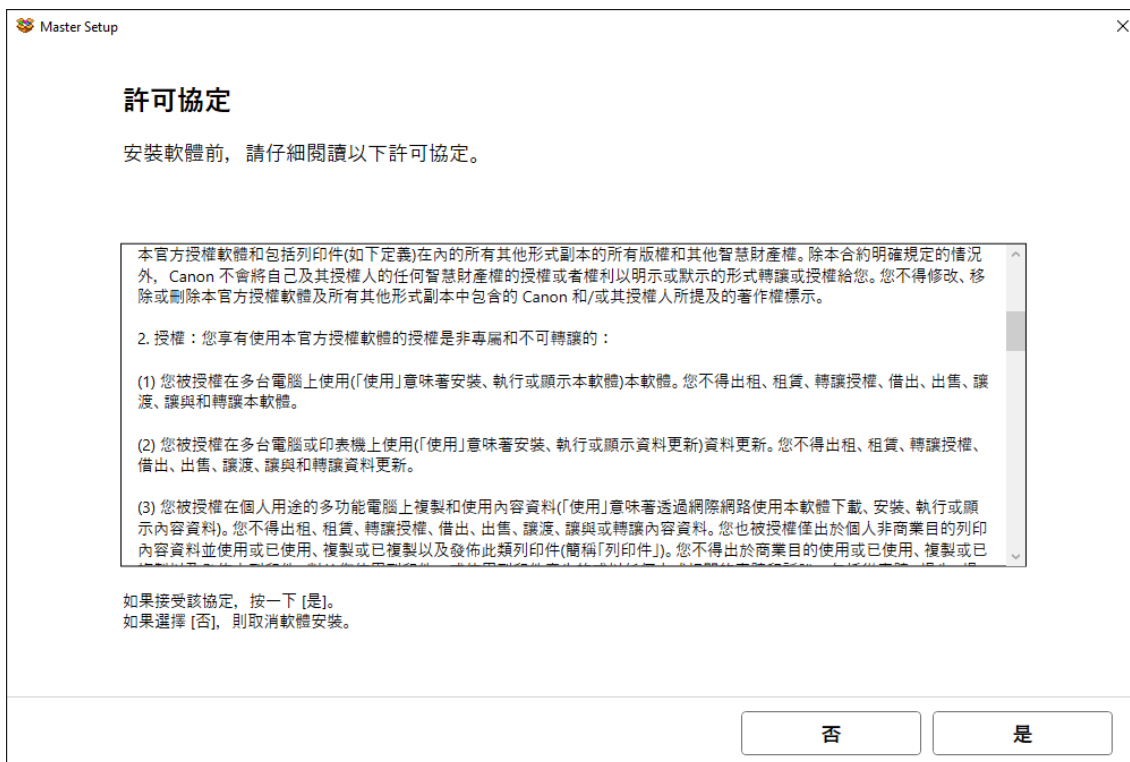 Master Setup
許可協定
安裝軟體前，請仔細閱讀以下許可協定。
本官方授權軟體和包括列印件(如下定義)在內的所有其他形式副本的所有版權和其他智慧財產權。除本合約明確規定的情況
外，Canon 不會將自己及其授權人的任何智慧財產權的授權或者權利以明示或默示的形式轉讓或授權給您。您不得修改、移
除或刪除本官方授權軟體及所有其他形式副本中包含的 Canon 和/或其授權人所提及的著作權標示。
2. 授權：您享有使用本官方授權軟體的授權是非專屬和不可轉讓的：
(1) 您被授權在多台電腦上使用(「使用」意味著安裝、執行或顯示本軟體)本軟體。您不得出租、租賃、轉讓授權、借出、出售、讓
渡、讓與和轉讓本軟體。
(2) 您被授權在多台電腦或印表機上使用(「使用」意味著安裝、執行或顯示資料更新)資料更新。您不得出租、租賃、轉讓授權、
借出、出售、讓渡、讓與和轉讓資料更新。
(3) 您被授權在個人用途的多功能電腦上複製和使用內容資料(「使用」意味著透過網際網路使用本軟體下載、安裝、執行或顯
示內容資料)。您不得出租、租賃、轉讓授權、借出、出售、讓渡、讓與或轉讓內容資料。您也被授權僅出於個人非商業目的列印
內容資料並使用或已使用、複製或已複製以及發佈此類列印件(簡稱「列印件」)。您不得出於商業目的使用或已使用、複製或已
如果接受該協定，按一下 [是]。
如果選擇 [否]，則取消軟體安裝。
否
是